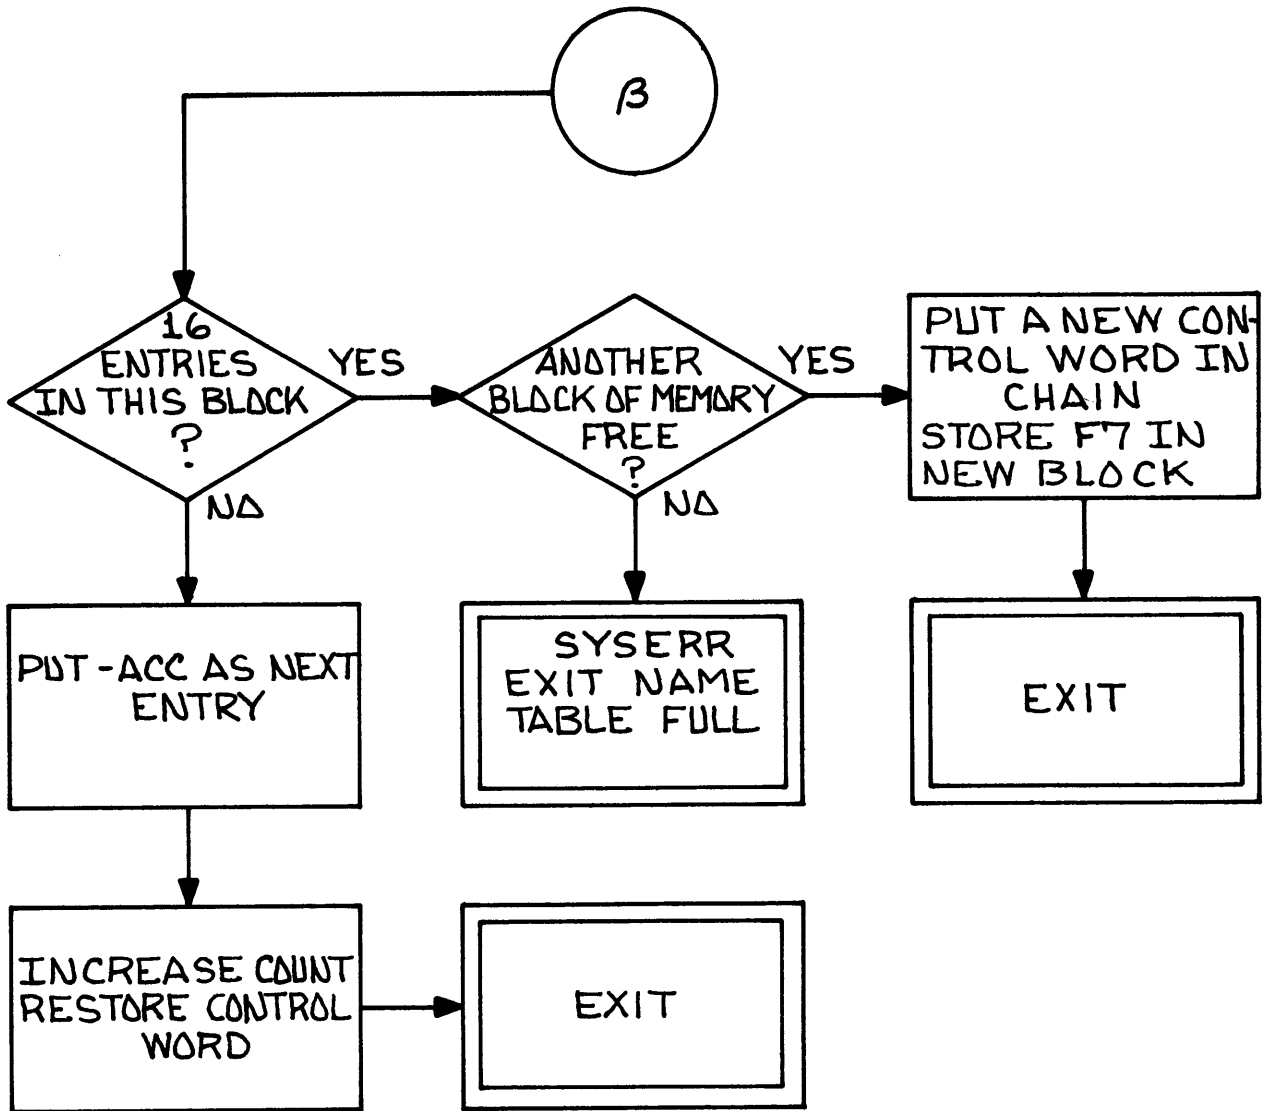 β
16
ENTRIES
IN THIS BLOCK
?
YES
NO
ANOTHER
BLOCK OF MEMORY
FREE
?
YES
NO
PUT A NEW CON-
TROL WORD IN
CHAIN
STORE F7 IN
NEW BLOCK
PUT -ACC AS NEXT
ENTRY
SYSERR
EXIT NAME
TABLE FULL
EXIT
INCREASE COUNT
RESTORE CONTROL
WORD
EXIT